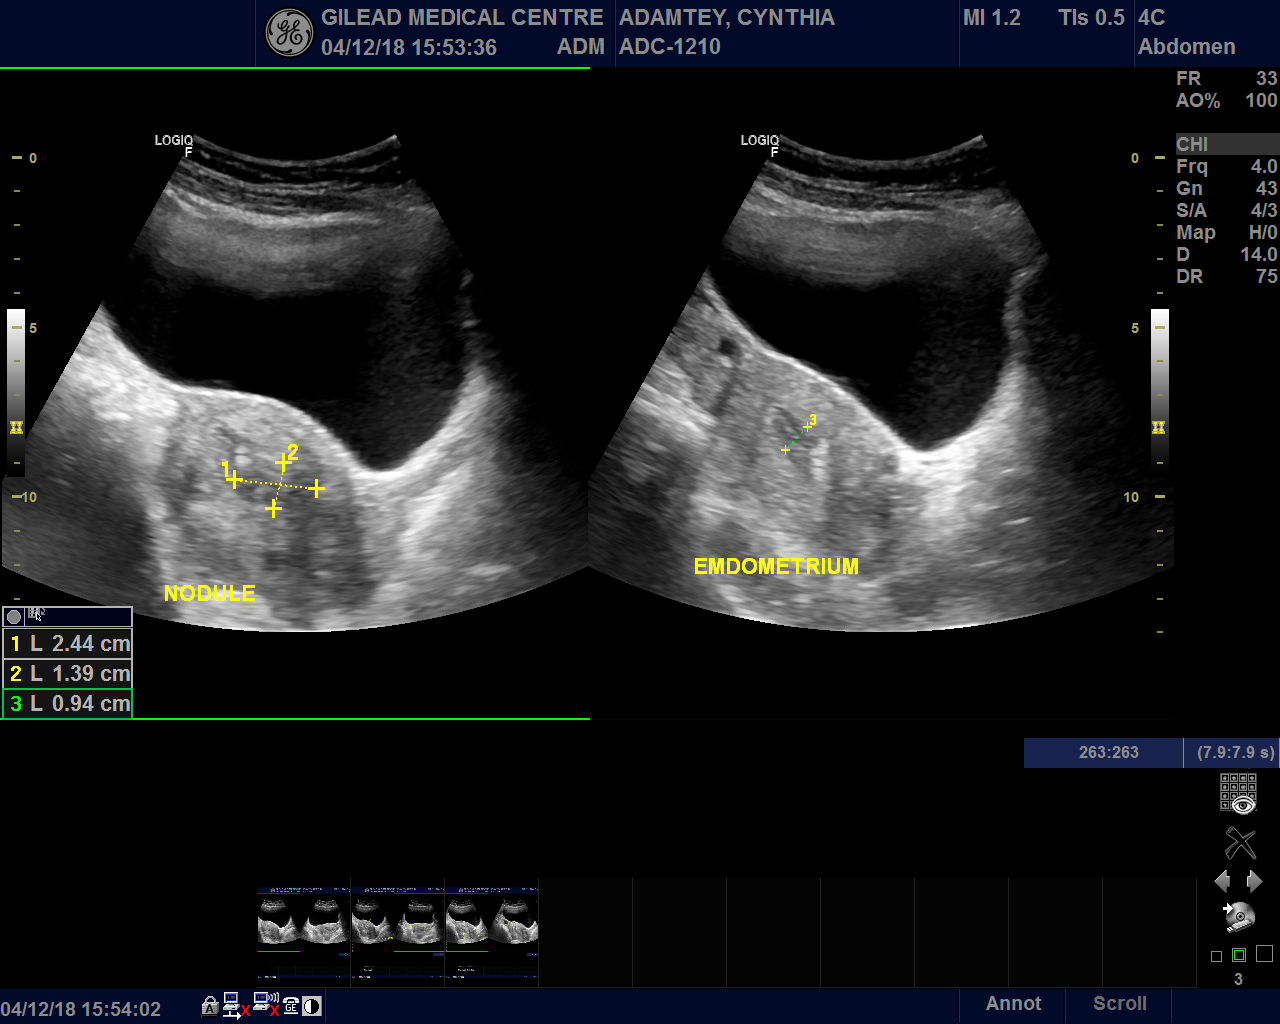 GILEAD MEDICAL CENTRE
04/12/18 15:53:36 ADM
ADAMTEY, CYNTHIA
ADC-1210
MI 1.2 TIs 0.5
4C
Abdomen
FR 33
AO% 100
CHI
Frq 4.0
Gn 43
S/A 4/3
Map H/0
D 14.0
DR 75
LOGIQ
F
LOGIQ
F
0
5
10
0
5
10
1
2
3
NODULE
EMDOMETRIUM
1 L 2.44 cm
2 L 1.39 cm
3 L 0.94 cm
263:263 (7.9:7.9 s)
3
04/12/18 15:54:02
Annot
Scroll